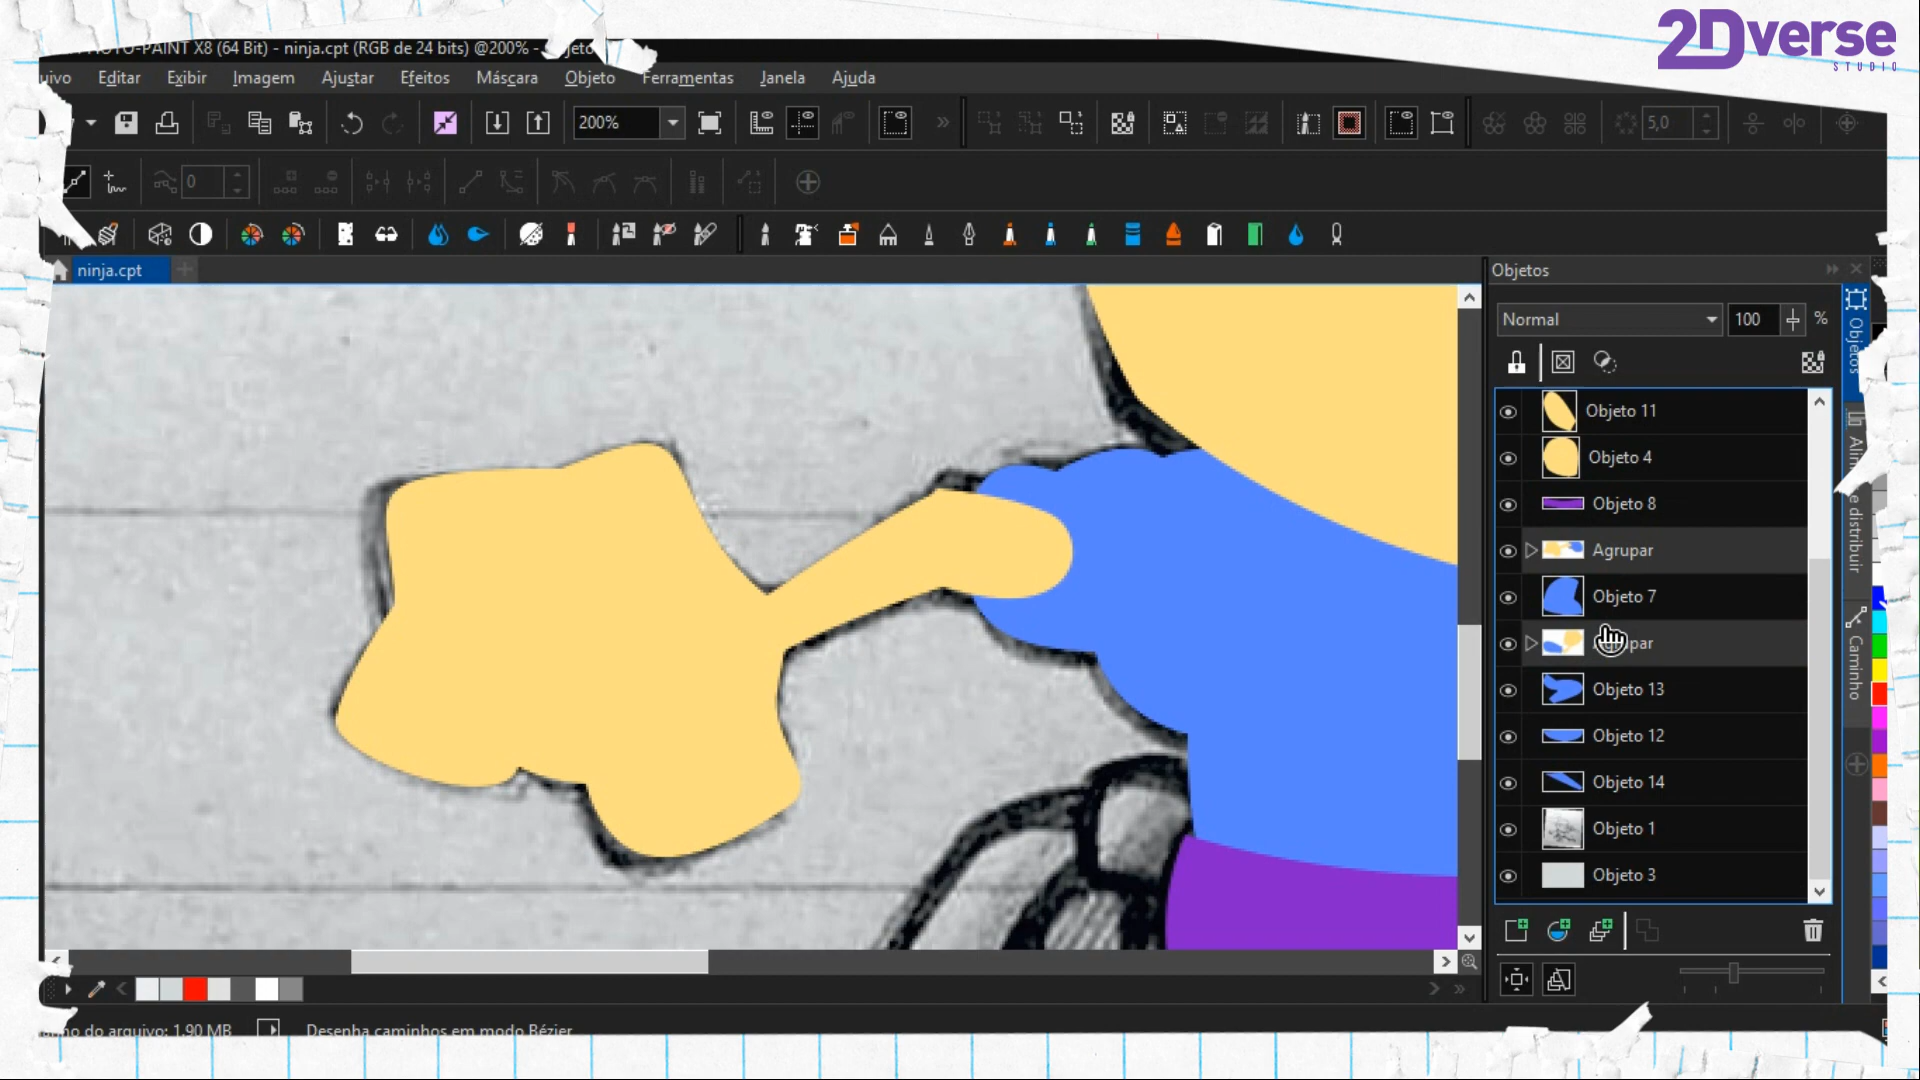 2Dverse
STUDIO
PHOTO-PAINT X8 (64 Bit) - ninja.cpt (RGB de 24 bits) @200% -
Editar Exibir Imagem Ajustar Efeitos Máscara Objeto Ferramentas Janela Ajuda
200%
5,0
0
ninja.cpt
Objetos
Normal 100 %
Objeto 11
Objeto 4
Objeto 8
Agrupar
Objeto 7
Objeto 13
Objeto 12
Objeto 14
Objeto 1
Objeto 3
Objetos
e distribuir
Caminho
do arquivo: 1,90 MB
Desenha caminhos em modo Bézier